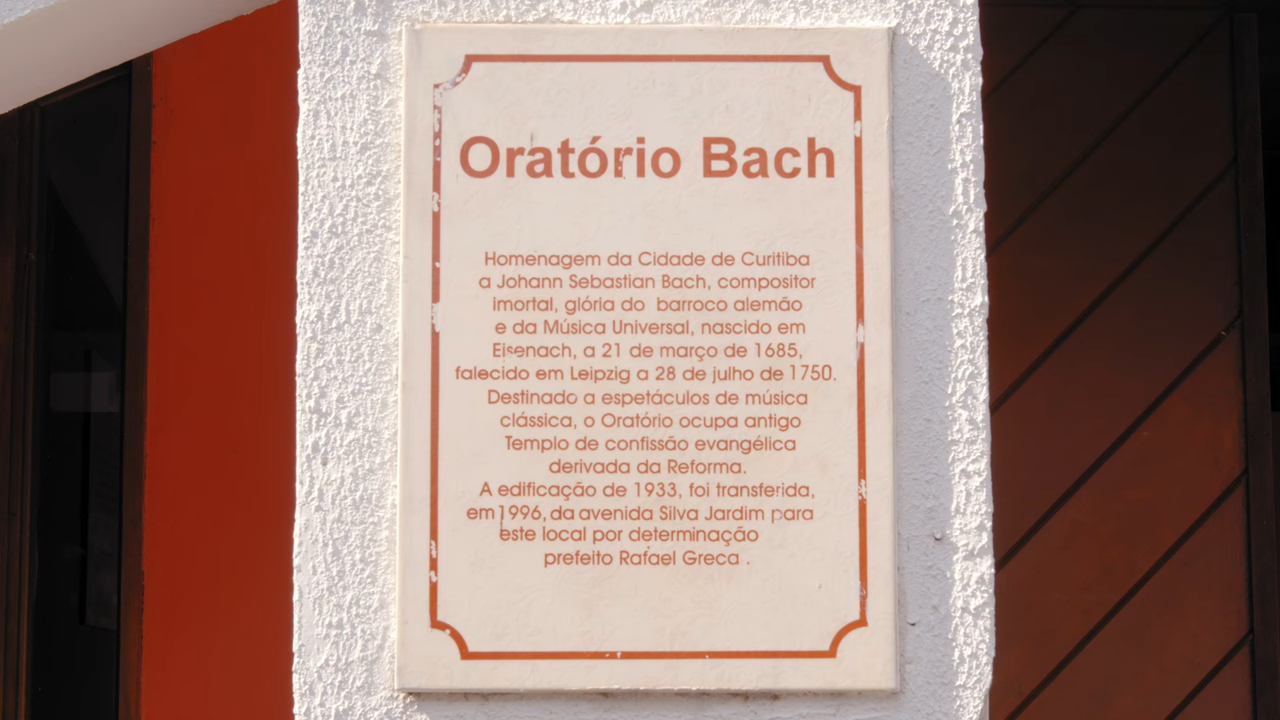 Oratório Bach
Homenagem da Cidade de Curitiba
a Johann Sebastian Bach, compositor
imortal, glória do barroco alemão
e da Música Universal, nascido em
Eisenach, a 21 de março de 1685,
falecido em Leipzig a 28 de julho de 1750.
Destinado a espetáculos de música
clássica, o Oratório ocupa antigo
Templo de confissão evangélica
derivada da Reforma.
A edificação de 1933, foi transferida,
em 1996, da avenida Silva Jardim para
este local por determinação
prefeito Rafael Greca .